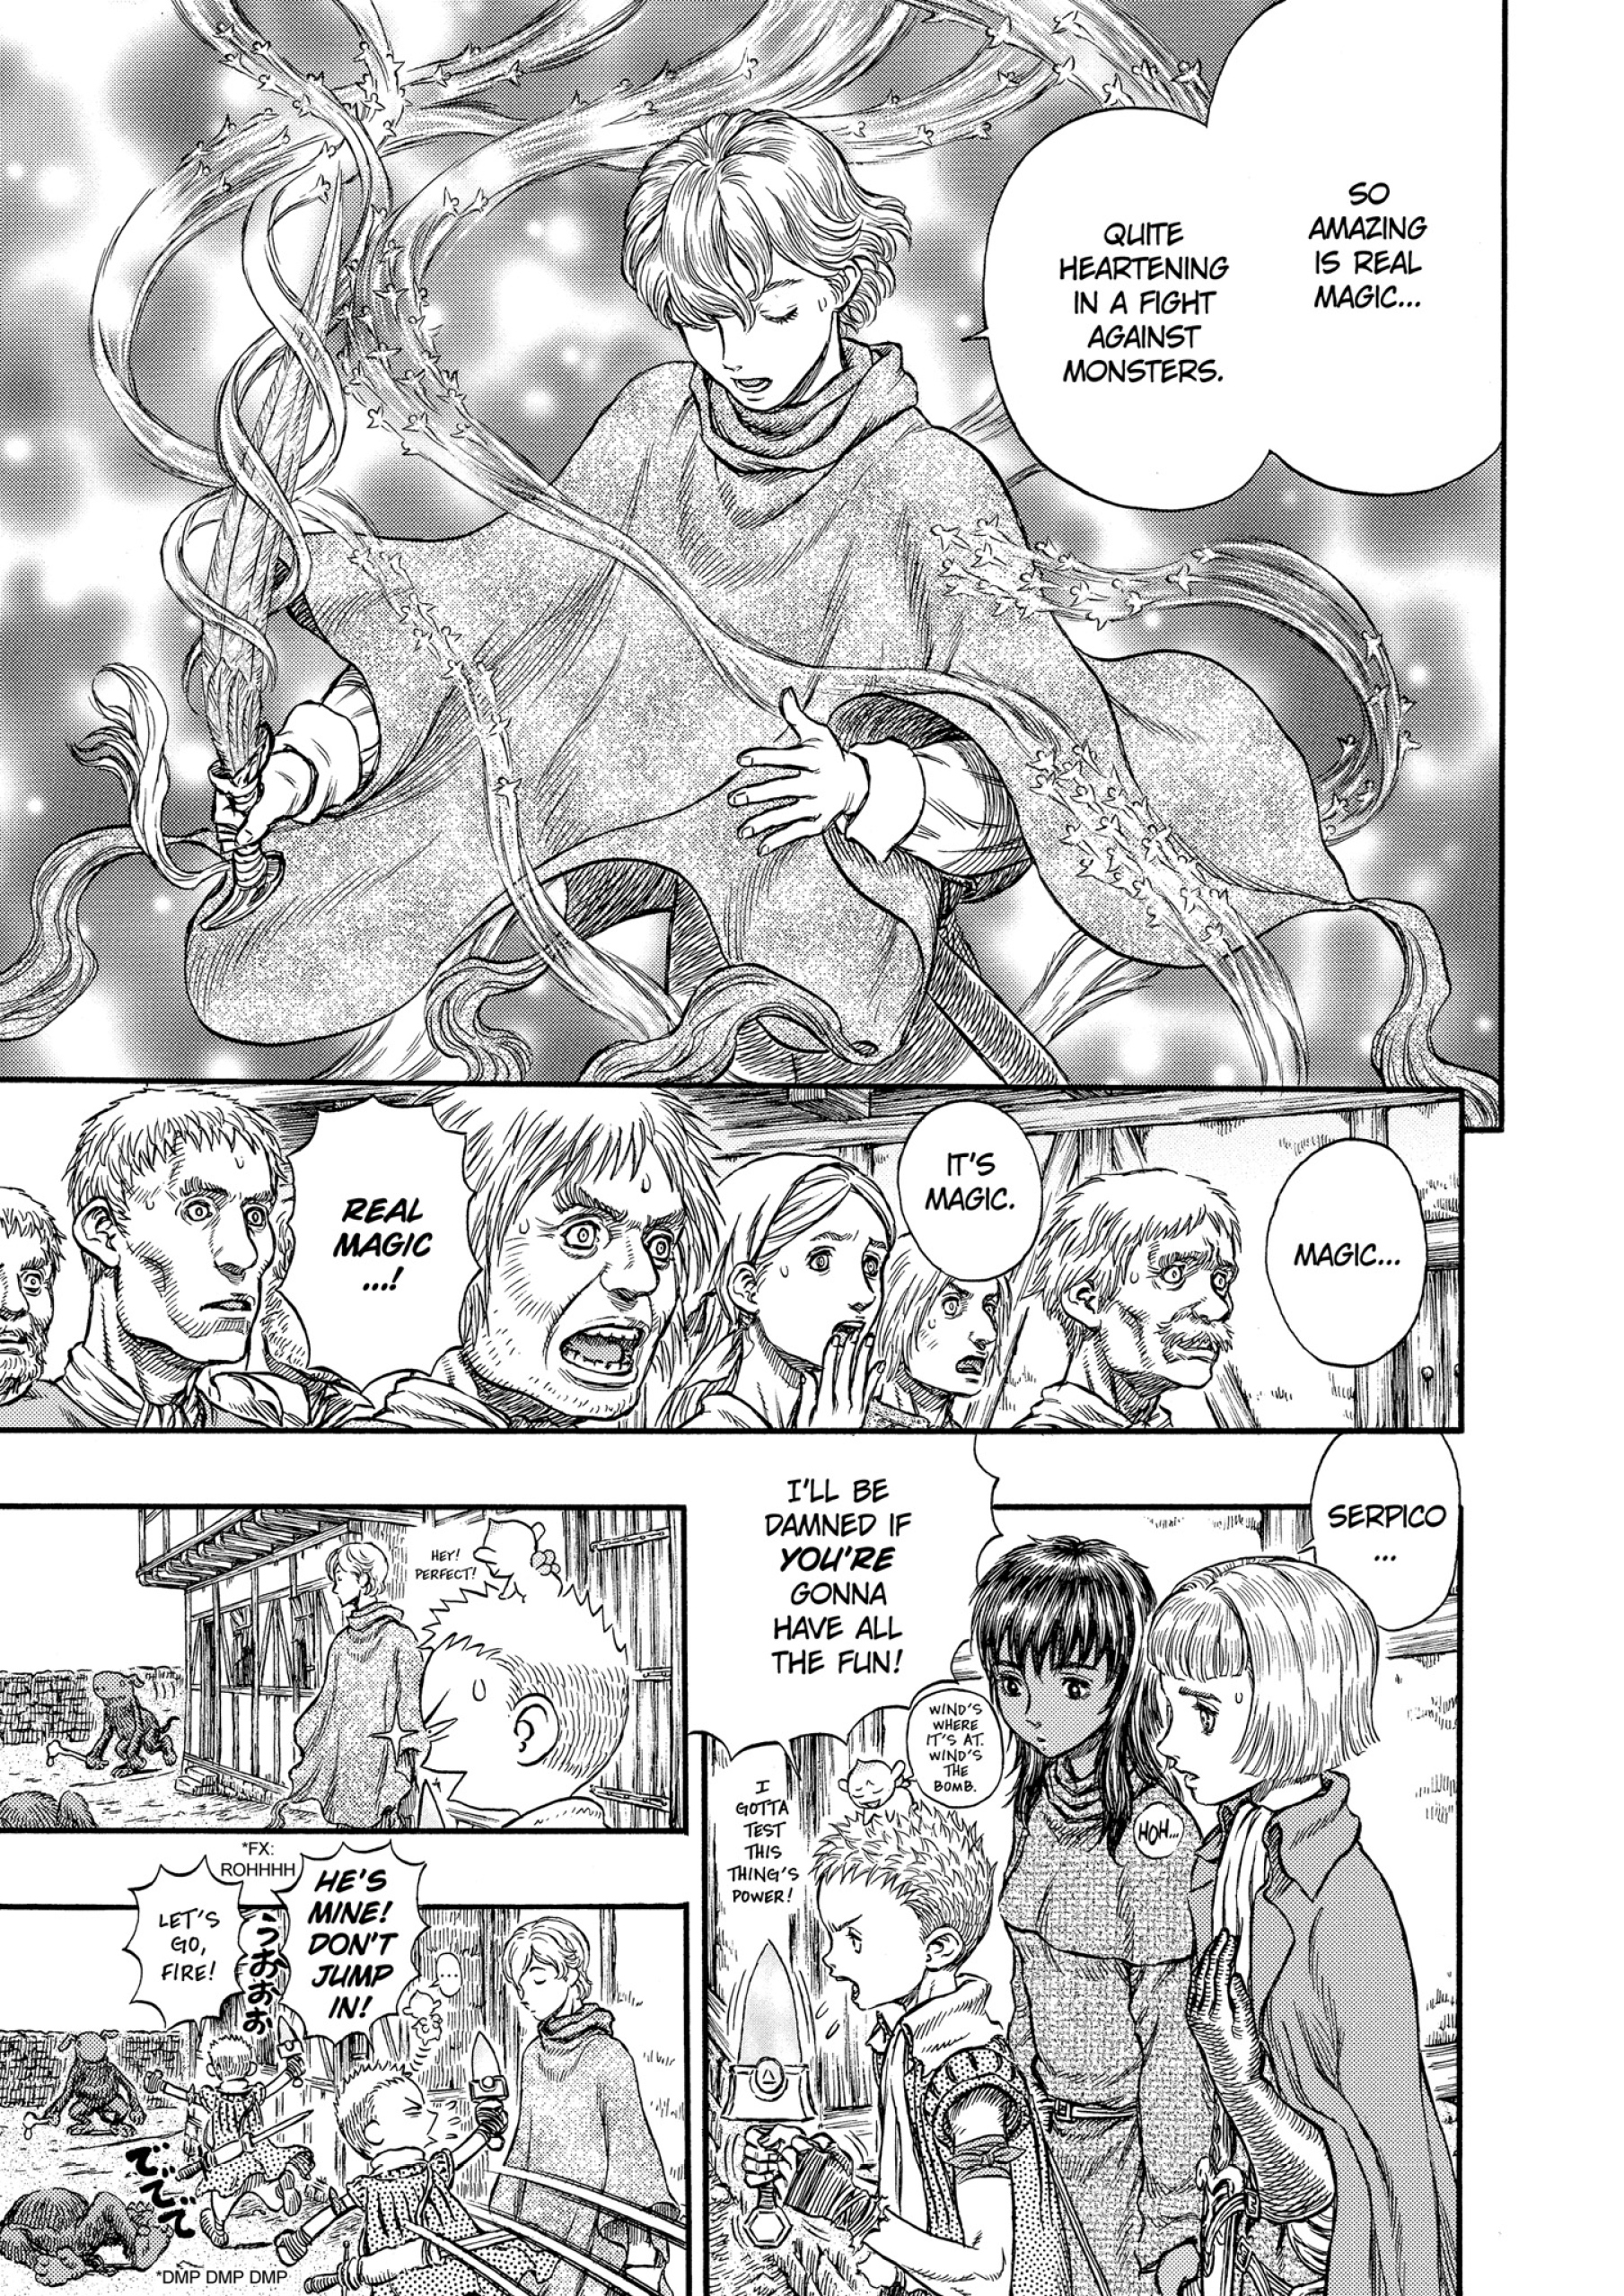 SO
AMAZING
IS REAL
MAGIC...
QUITE
HEARTENING
IN A FIGHT
AGAINST
MONSTERS.
MAGIC...
IT'S
MAGIC.
REAL
MAGIC
...!
SERPICO
...
HOH...
I'LL BE
DAMNED IF
YOU'RE
GONNA
HAVE ALL
THE FUN!
WIND'S
WHERE
IT'S AT.
WIND'S
THE
BOMB.
I
GOTTA
TEST
THIS
THING'S
POWER!
HEY!
PERFECT!
...
HE'S
MINE!
DON'T
JUMP
IN!
*FX:
ROHHHH
うおおお
LET'S
GO,
FIRE!
でででで
*DMP DMP DMP